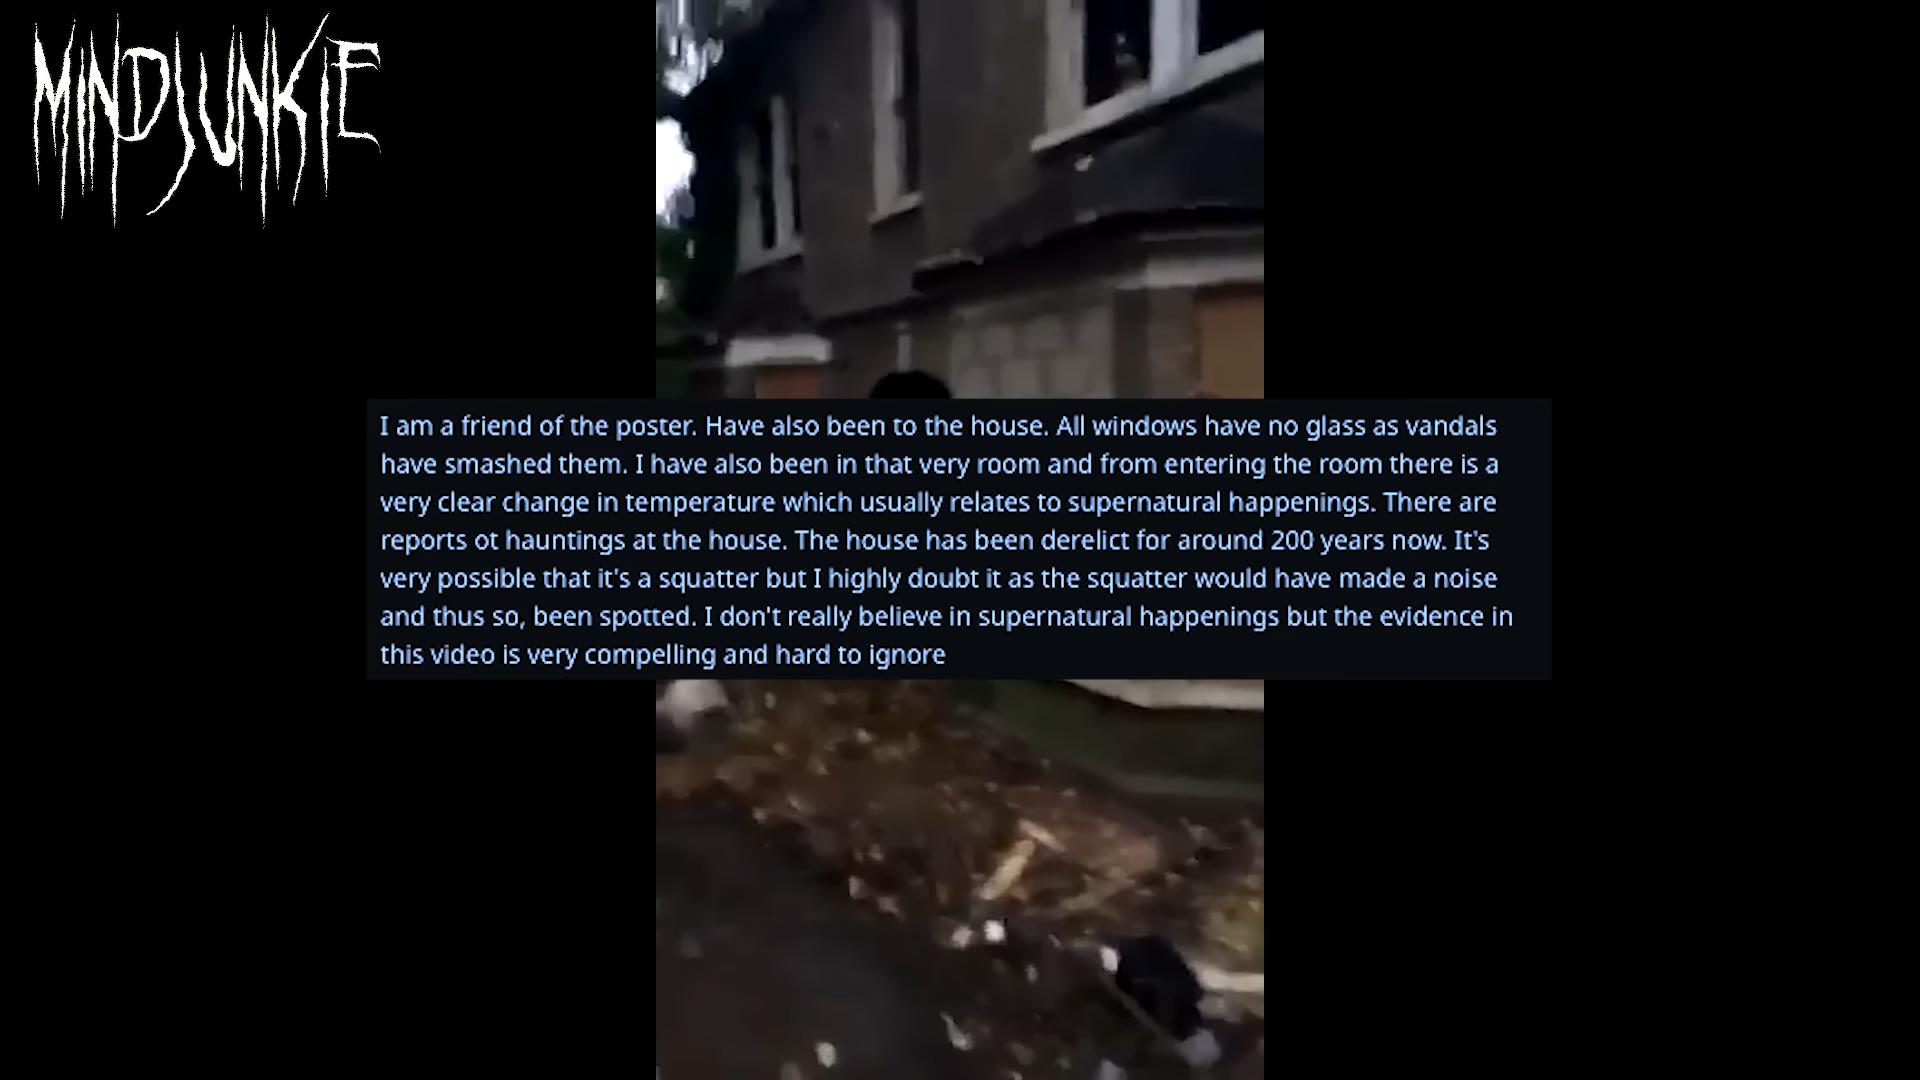 MINDJUNKIE
I am a friend of the poster. Have also been to the house. All windows have no glass as vandals
have smashed them. I have also been in that very room and from entering the room there is a
very clear change in temperature which usually relates to supernatural happenings. There are
reports ot hauntings at the house. The house has been derelict for around 200 years now. It's
very possible that it's a squatter but I highly doubt it as the squatter would have made a noise
and thus so, been spotted. I don't really believe in supernatural happenings but the evidence in
this video is very compelling and hard to ignore